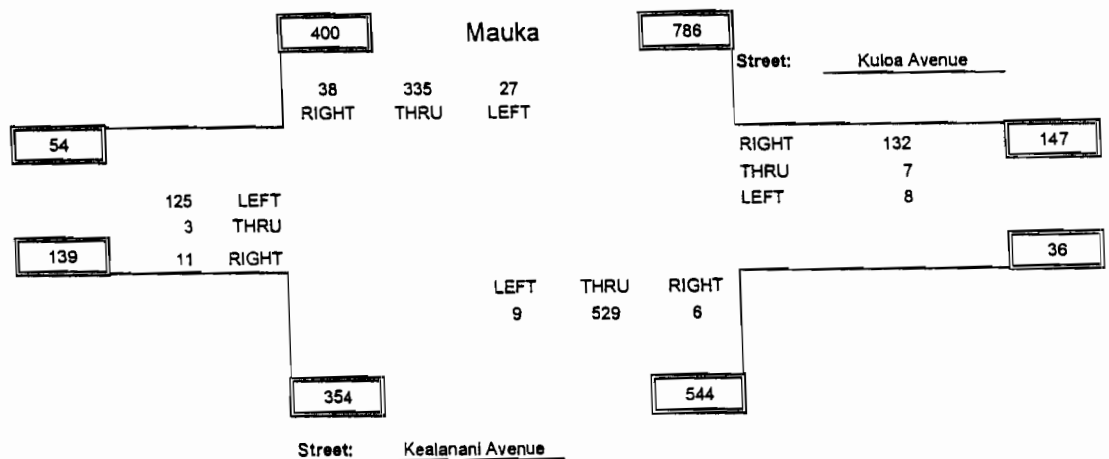 400 Mauka 786
Street: Kuloa Avenue
38 335 27
RIGHT THRU LEFT
54
RIGHT 132
147
THRU 7
LEFT 8
125 LEFT
3 THRU
139
11 RIGHT
36
LEFT THRU RIGHT
9 529 6
354
544
Street: Kealanani Avenue